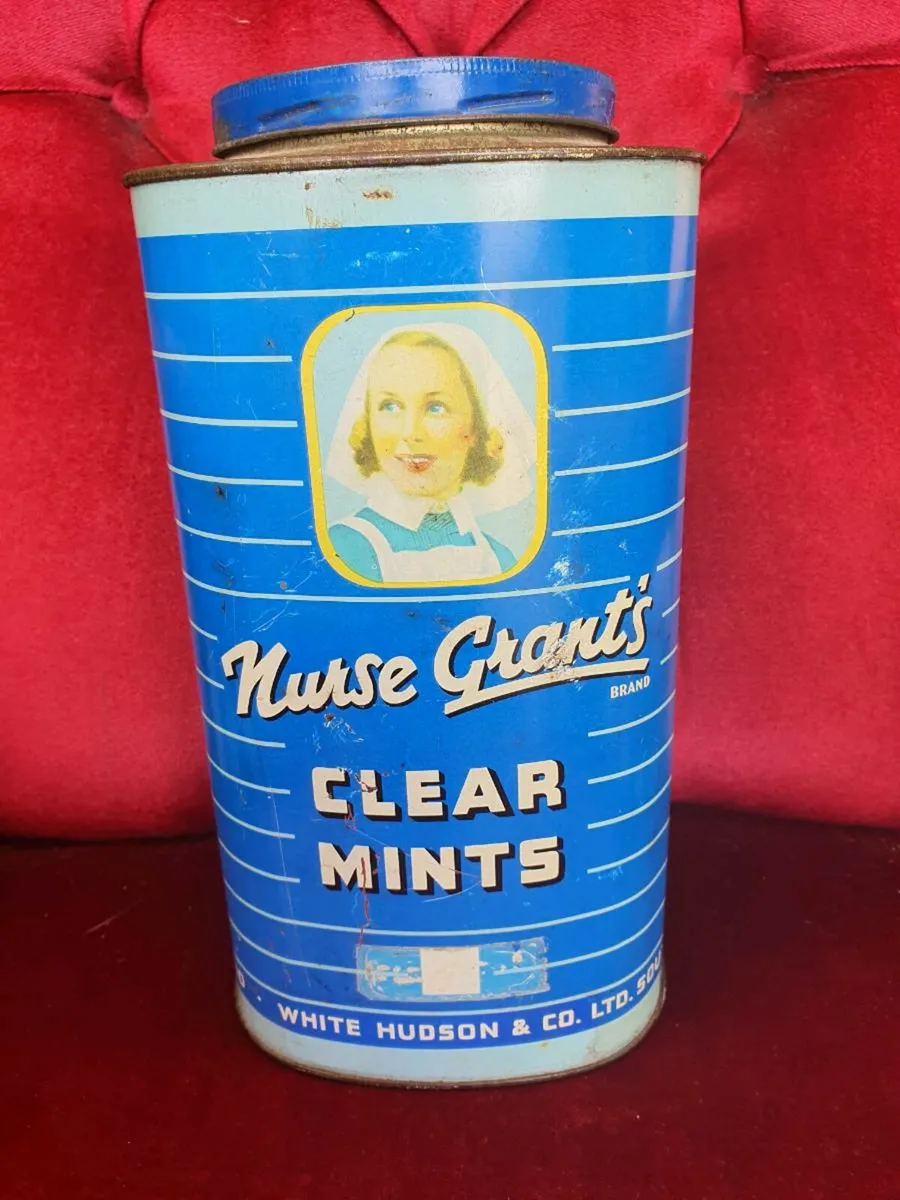 Nurse Grant's
BRAND
CLEAR
MINTS
WHITE HUDSON & CO. LTD.